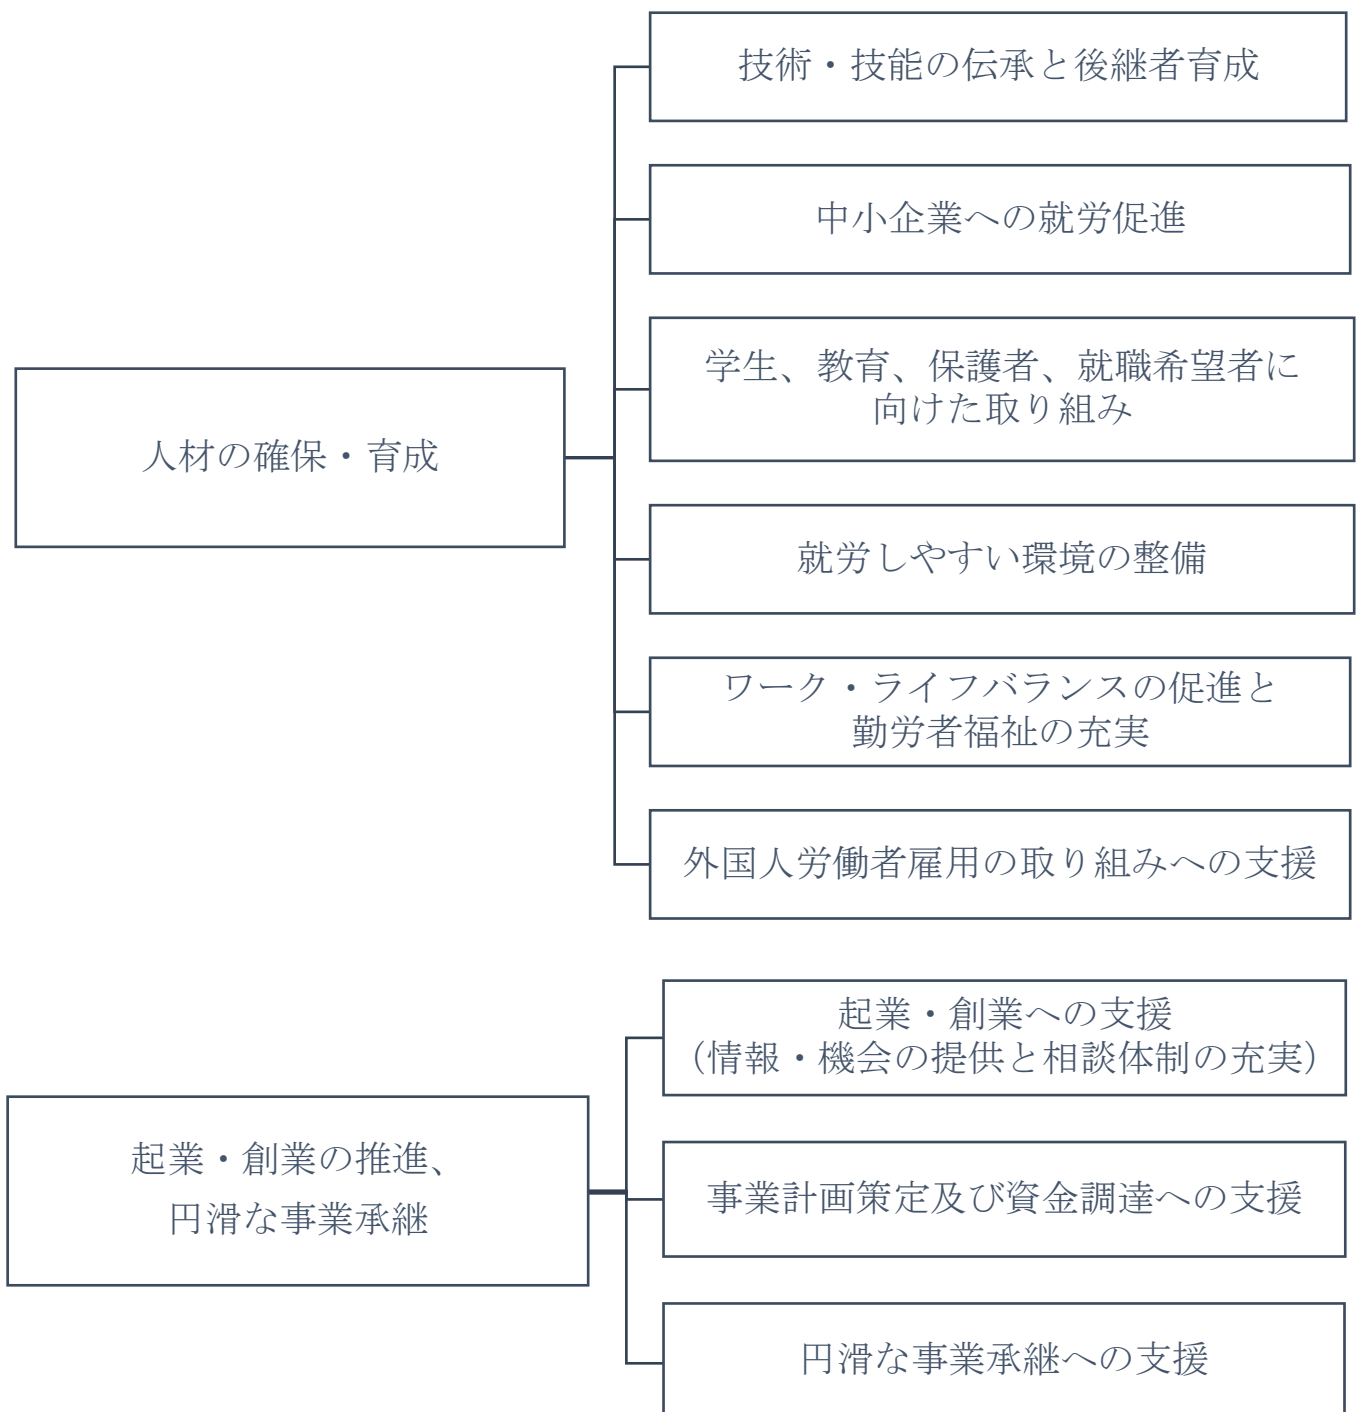 技術・技能の伝承と後継者育成
中小企業への就労促進
学生、教育、保護者、就職希望者に
向けた取り組み
人材の確保・育成
就労しやすい環境の整備
ワーク・ライフバランスの促進と
勤労者福祉の充実
外国人労働者雇用の取り組みへの支援
起業・創業への支援
（情報・機会の提供と相談体制の充実）
起業・創業の推進、
円滑な事業承継
事業計画策定及び資金調達への支援
円滑な事業承継への支援